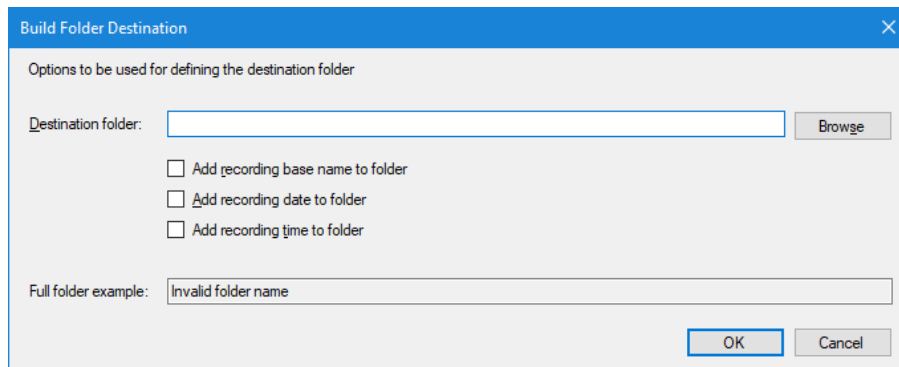 Build Folder Destination
Options to be used for defining the destination folder
Destination folder:
Browse
Add recording base name to folder
Add recording date to folder
Add recording time to folder
Full folder example: Invalid folder name
OK Cancel